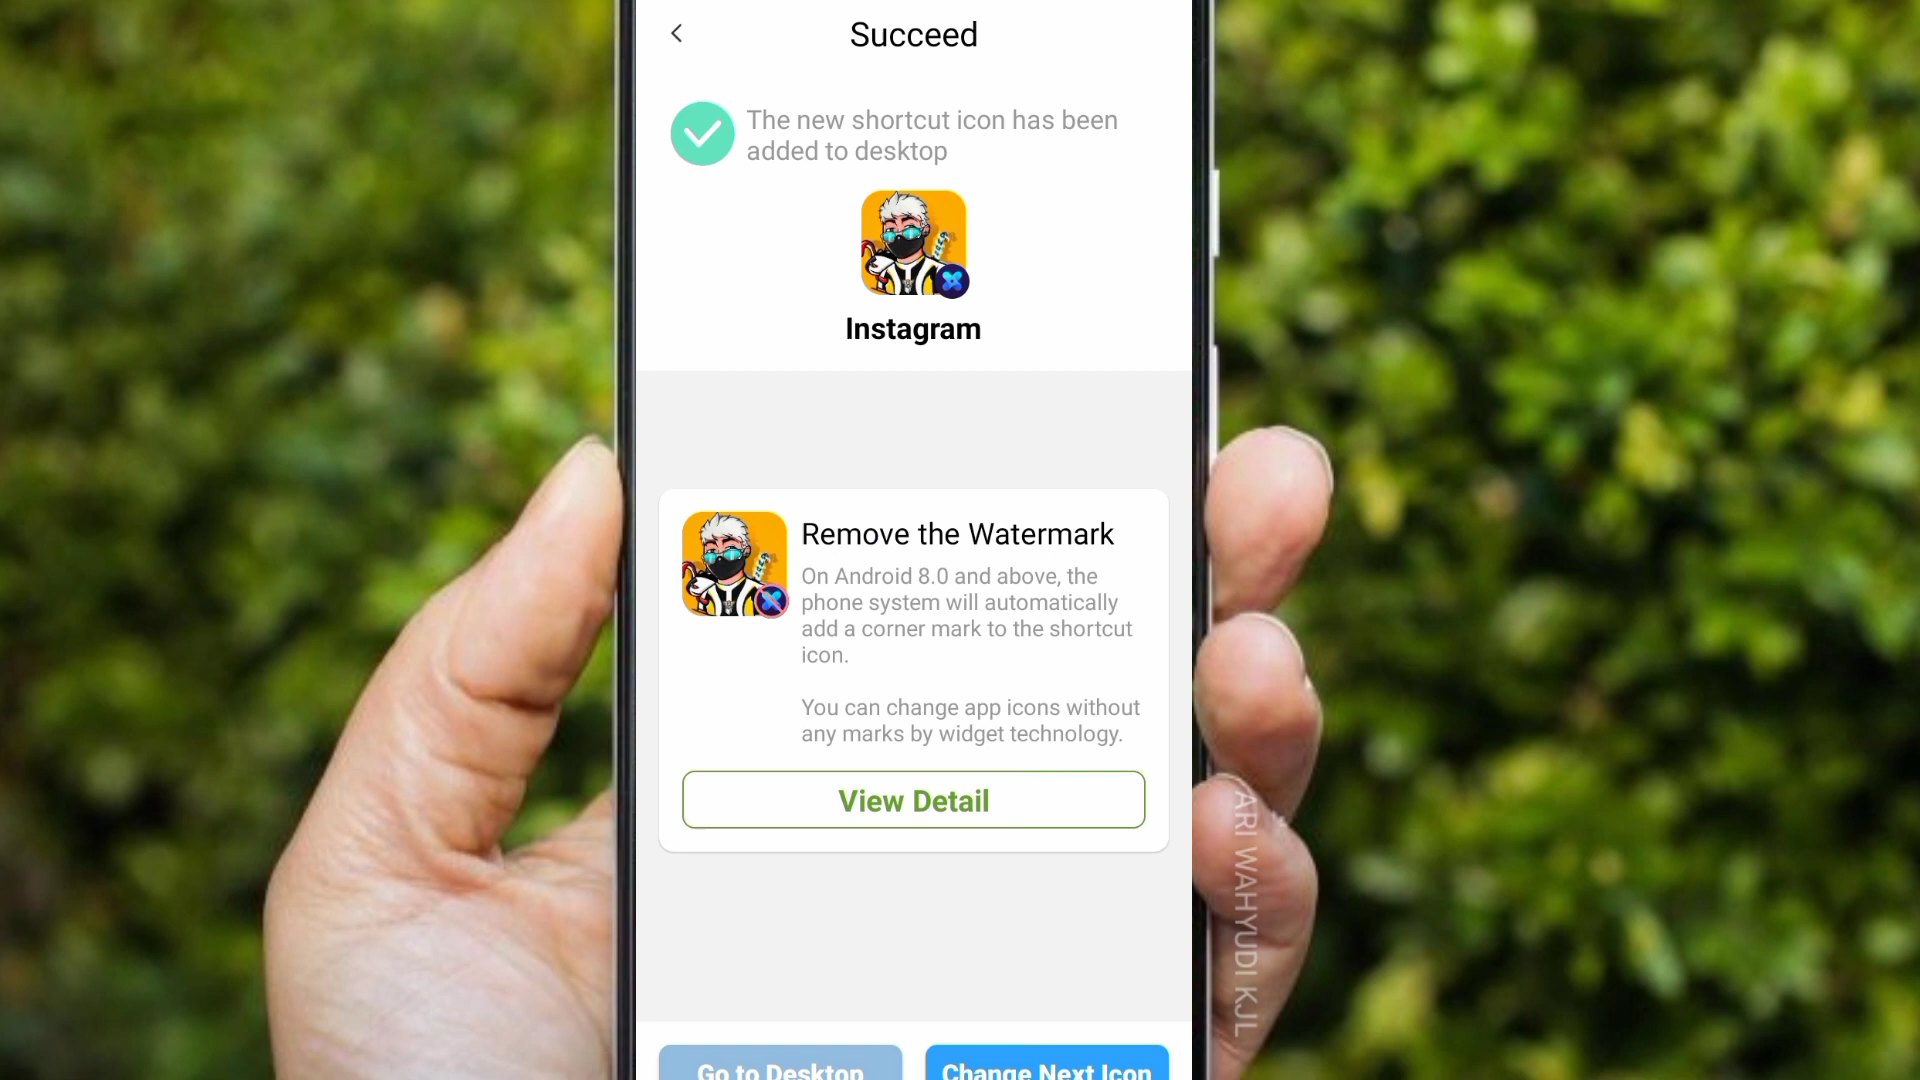 Succeed
The new shortcut icon has been
added to desktop
Instagram
Remove the Watermark
On Android 8.0 and above, the
phone system will automatically
add a corner mark to the shortcut
icon.
You can change app icons without
any marks by widget technology.
View Detail
Go to Desktop
Change Next Icon
ARI WAHYUDI KJL